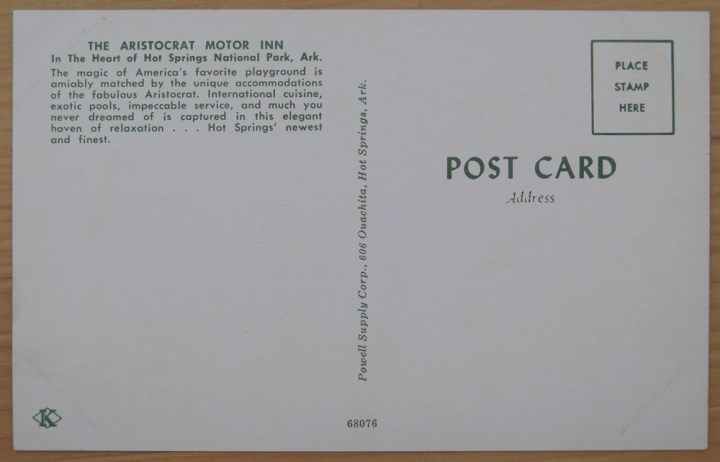 THE ARISTOCRAT MOTOR INN
In The Heart of Hot Springs National Park, Ark.
The magic of America's favorite playground is
amiably matched by the unique accommodations
of the fabulous Aristocrat. International cuisine,
exotic pools, impeccable service, and much you
never dreamed of is captured in this elegant
haven of relaxation . . . Hot Springs' newest
and finest.
Powell Supply Corp., 606 Ouachita, Hot Springs, Ark.
PLACE
STAMP
HERE
POST CARD
Address
K
68076